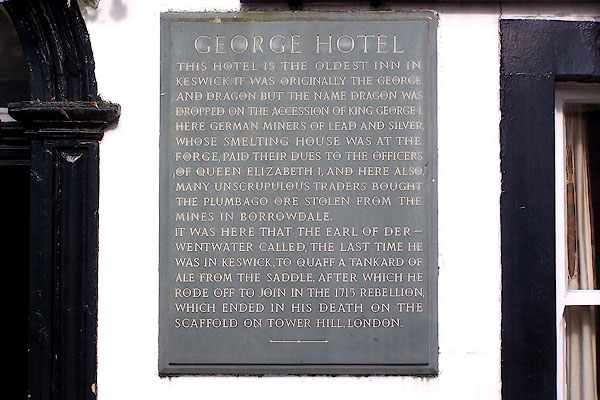 GEORGE HOTEL
THIS HOTEL IS THE OLDEST INN IN
KESWICK. IT WAS ORIGINALLY THE GEORGE
AND DRAGON BUT THE NAME DRAGON WAS
DROPPED ON THE ACCESSION OF KING GEORGE I.
HERE GERMAN MINERS OF LEAD AND SILVER,
WHOSE SMELTING HOUSE WAS AT THE
FORGE, PAID THEIR DUES TO THE OFFICERS
OF QUEEN ELIZABETH I, AND HERE ALSO,
MANY UNSCRUPULOUS TRADERS BOUGHT
THE PLUMBAGO ORE STOLEN FROM THE
MINES IN BORROWDALE.
IT WAS HERE THAT THE EARL OF DER-
WENTWATER CALLED, THE LAST TIME HE
WAS IN KESWICK, TO QUAFF A TANKARD OF
ALE FROM THE SADDLE, AFTER WHICH HE
RODE OFF TO JOIN IN THE 1715 REBELLION,
WHICH ENDED IN HIS DEATH ON THE
SCAFFOLD ON TOWER HILL, LONDON.